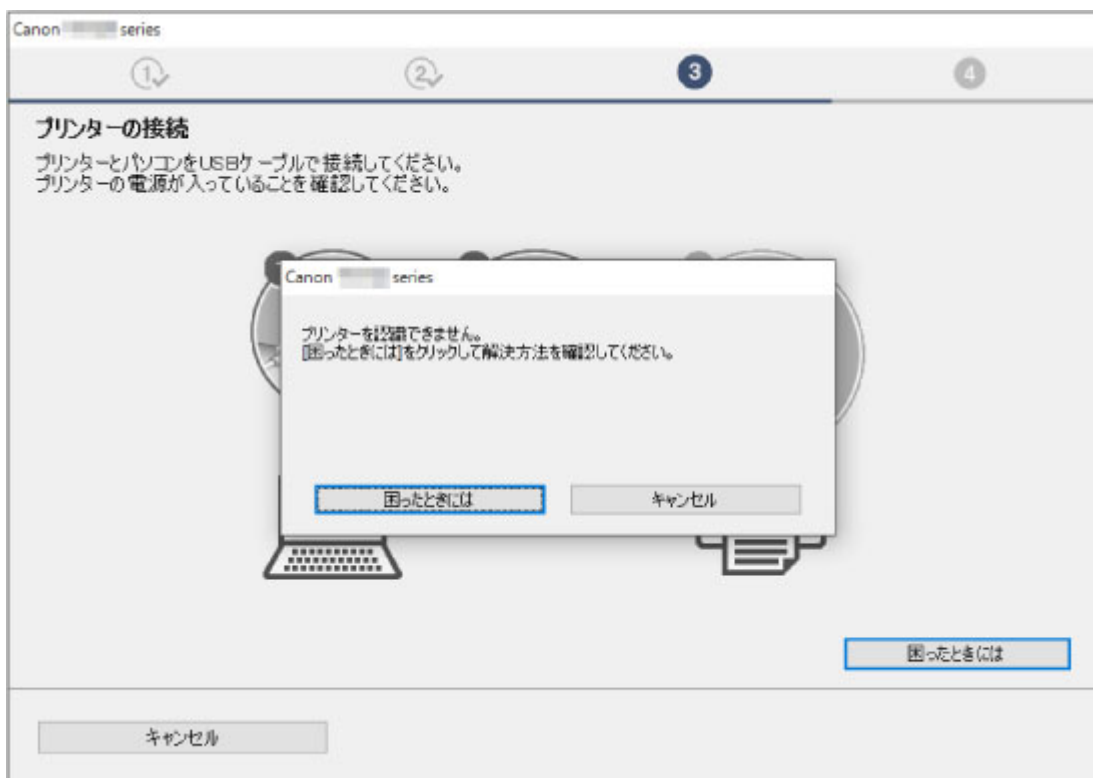 Canon series
1
2
3
4
プリンターの接続
プリンターとパソコンをUSBケーブルで接続してください。
プリンターの電源が入っていることを確認してください。
Canon series
プリンターを認識できません。
[困ったときには]をクリックして解決方法を確認してください。
困ったときには
キャンセル
困ったときには
キャンセル